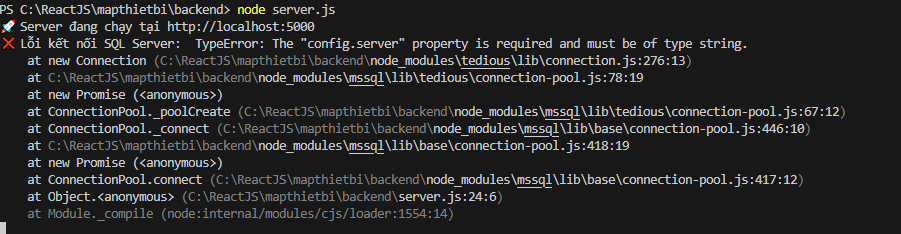 PS C:\ReactJS\mapthietbi\backend> node server.js
🚀 Server đang chạy tại http://localhost:5000
❌ Lỗi kết nối SQL Server:  TypeError: The "config.server" property is required and must be of type string.
    at new Connection (C:\ReactJS\mapthietbi\backend\node_modules\tedious\lib\connection.js:276:13)
    at C:\ReactJS\mapthietbi\backend\node_modules\mssql\lib\tedious\connection-pool.js:78:19
    at new Promise (<anonymous>)
    at ConnectionPool._poolCreate (C:\ReactJS\mapthietbi\backend\node_modules\mssql\lib\tedious\connection-pool.js:67:12)
    at ConnectionPool._connect (C:\ReactJS\mapthietbi\backend\node_modules\mssql\lib\base\connection-pool.js:446:10)
    at C:\ReactJS\mapthietbi\backend\node_modules\mssql\lib\base\connection-pool.js:418:19
    at new Promise (<anonymous>)
    at ConnectionPool.connect (C:\ReactJS\mapthietbi\backend\node_modules\mssql\lib\base\connection-pool.js:417:12)
    at Object.<anonymous> (C:\ReactJS\mapthietbi\backend\server.js:24:6)
    at Module._compile (node:internal/modules/cjs/loader:1554:14)